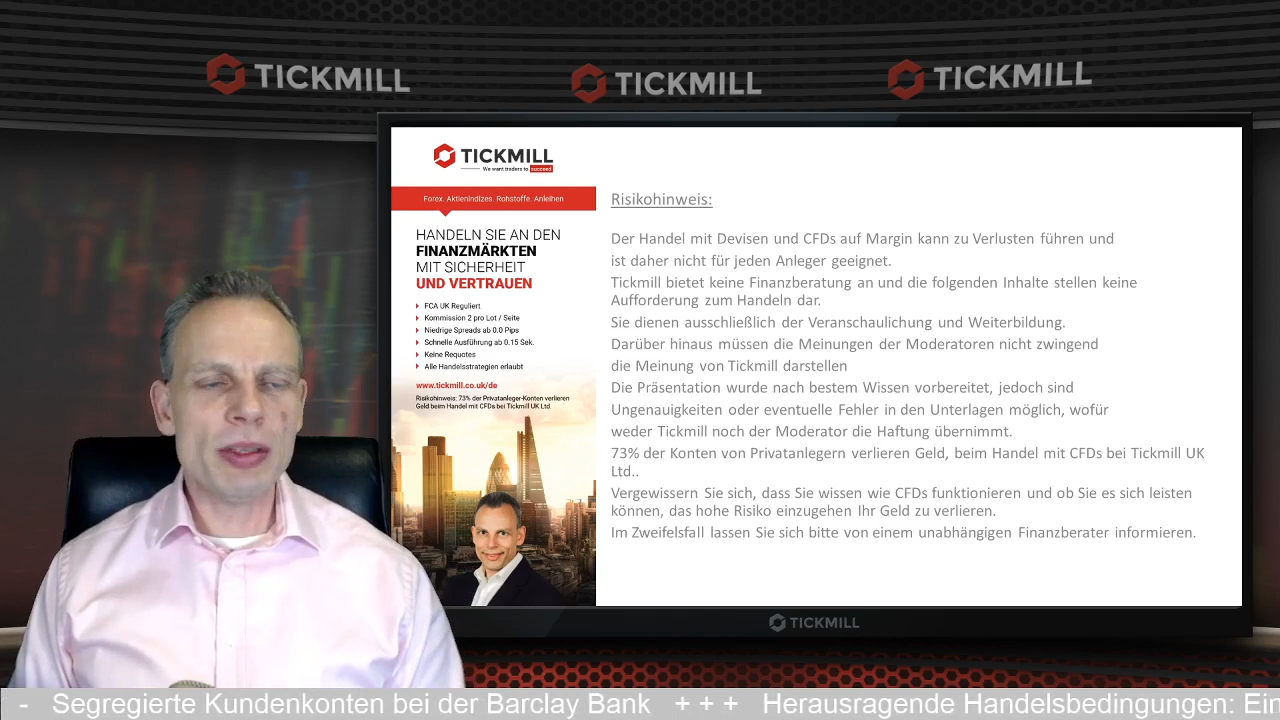 TICKMILL
TICKMILL
TICKMILL
TICKMILL
We want traders to succeed
Forex. Aktienindizes. Rohstoffe. Anleihen
HANDELN SIE AN DEN
FINANZMÄRKTEN
MIT SICHERHEIT
UND VERTRAUEN
FCA UK Reguliert
Kommission 2 pro Lot / Seite
Niedrige Spreads ab 0.0 Pips
Schnelle Ausführung ab 0.15 Sek.
Keine Requotes
Alle Handelsstrategien erlaubt
www.tickmill.co.uk/de
Risikohinweis: 73% der Privatanleger-Konten verlieren
Geld beim Handel mit CFDs bei Tickmill UK Ltd
Risikohinweis:
Der Handel mit Devisen und CFDs auf Margin kann zu Verlusten führen und
ist daher nicht für jeden Anleger geeignet.
Tickmill bietet keine Finanzberatung an und die folgenden Inhalte stellen keine
Aufforderung zum Handeln dar.
Sie dienen ausschließlich der Veranschaulichung und Weiterbildung.
Darüber hinaus müssen die Meinungen der Moderatoren nicht zwingend
die Meinung von Tickmill darstellen
Die Präsentation wurde nach bestem Wissen vorbereitet, jedoch sind
Ungenauigkeiten oder eventuelle Fehler in den Unterlagen möglich, wofür
weder Tickmill noch der Moderator die Haftung übernimmt.
73% der Konten von Privatanlegern verlieren Geld, beim Handel mit CFDs bei Tickmill UK
Ltd..
Vergewissern Sie sich, dass Sie wissen wie CFDs funktionieren und ob Sie es sich leisten
können, das hohe Risiko einzugehen Ihr Geld zu verlieren.
Im Zweifelsfall lassen Sie sich bitte von einem unabhängigen Finanzberater informieren.
TICKMILL
- Segregierte Kundenkonten bei der Barclay Bank + + + Herausragende Handelsbedingungen: Ein